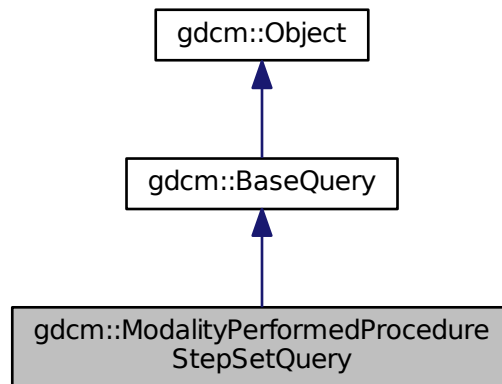 gdcm::Object
gdcm::BaseQuery
gdcm::ModalityPerformedProcedure
StepSetQuery